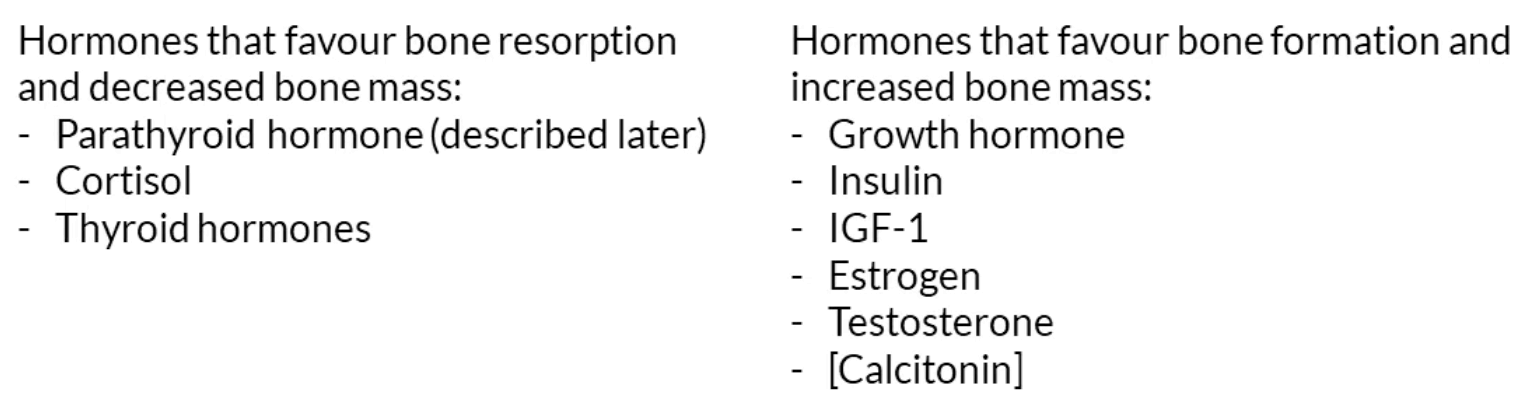 Hormones that favour bone resorption
and decreased bone mass:
- Parathyroid hormone (described later)
- Cortisol
- Thyroid hormones
Hormones that favour bone formation and
increased bone mass:
- Growth hormone
- Insulin
- IGF-1
- Estrogen
- Testosterone
- [Calcitonin]